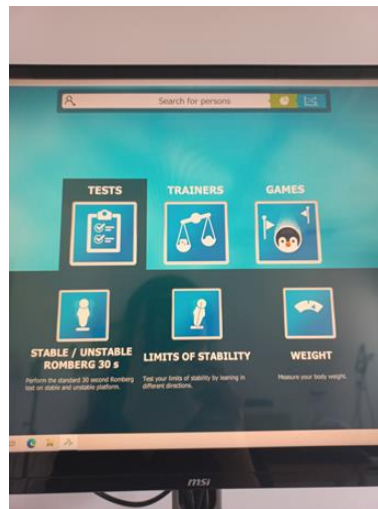 Search for persons
TESTS
TRAINERS
GAMES
STABLE / UNSTABLE
ROMBERG 30 s
Perform the standard 30 second Romberg
test on stable and unstable platform.
LIMITS OF STABILITY
Test your limits of stability by leaning in
different directions.
WEIGHT
Measure your body weight.
msi